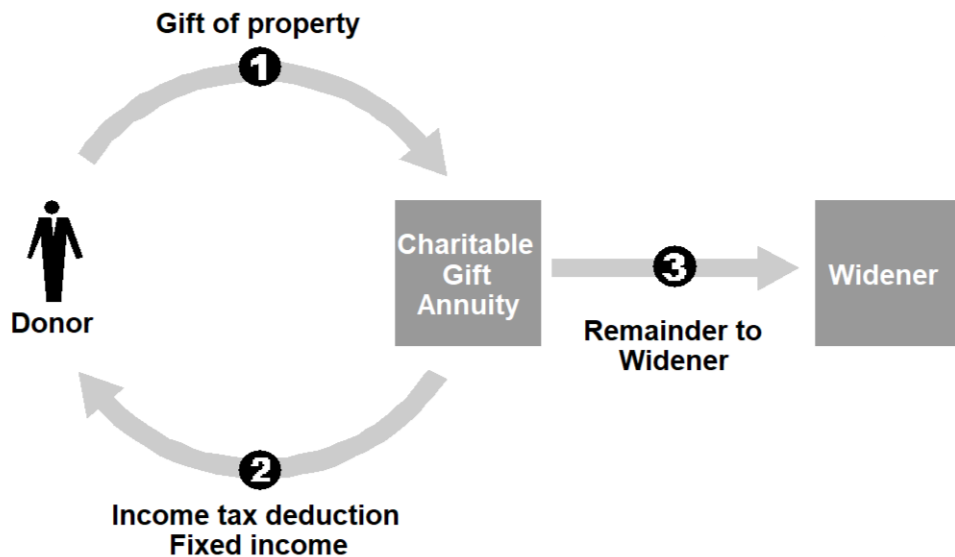 Gift of property
1
Donor
Charitable
Gift
Annuity
3
Remainder to
Widener
Widener
2
Income tax deduction
Fixed income